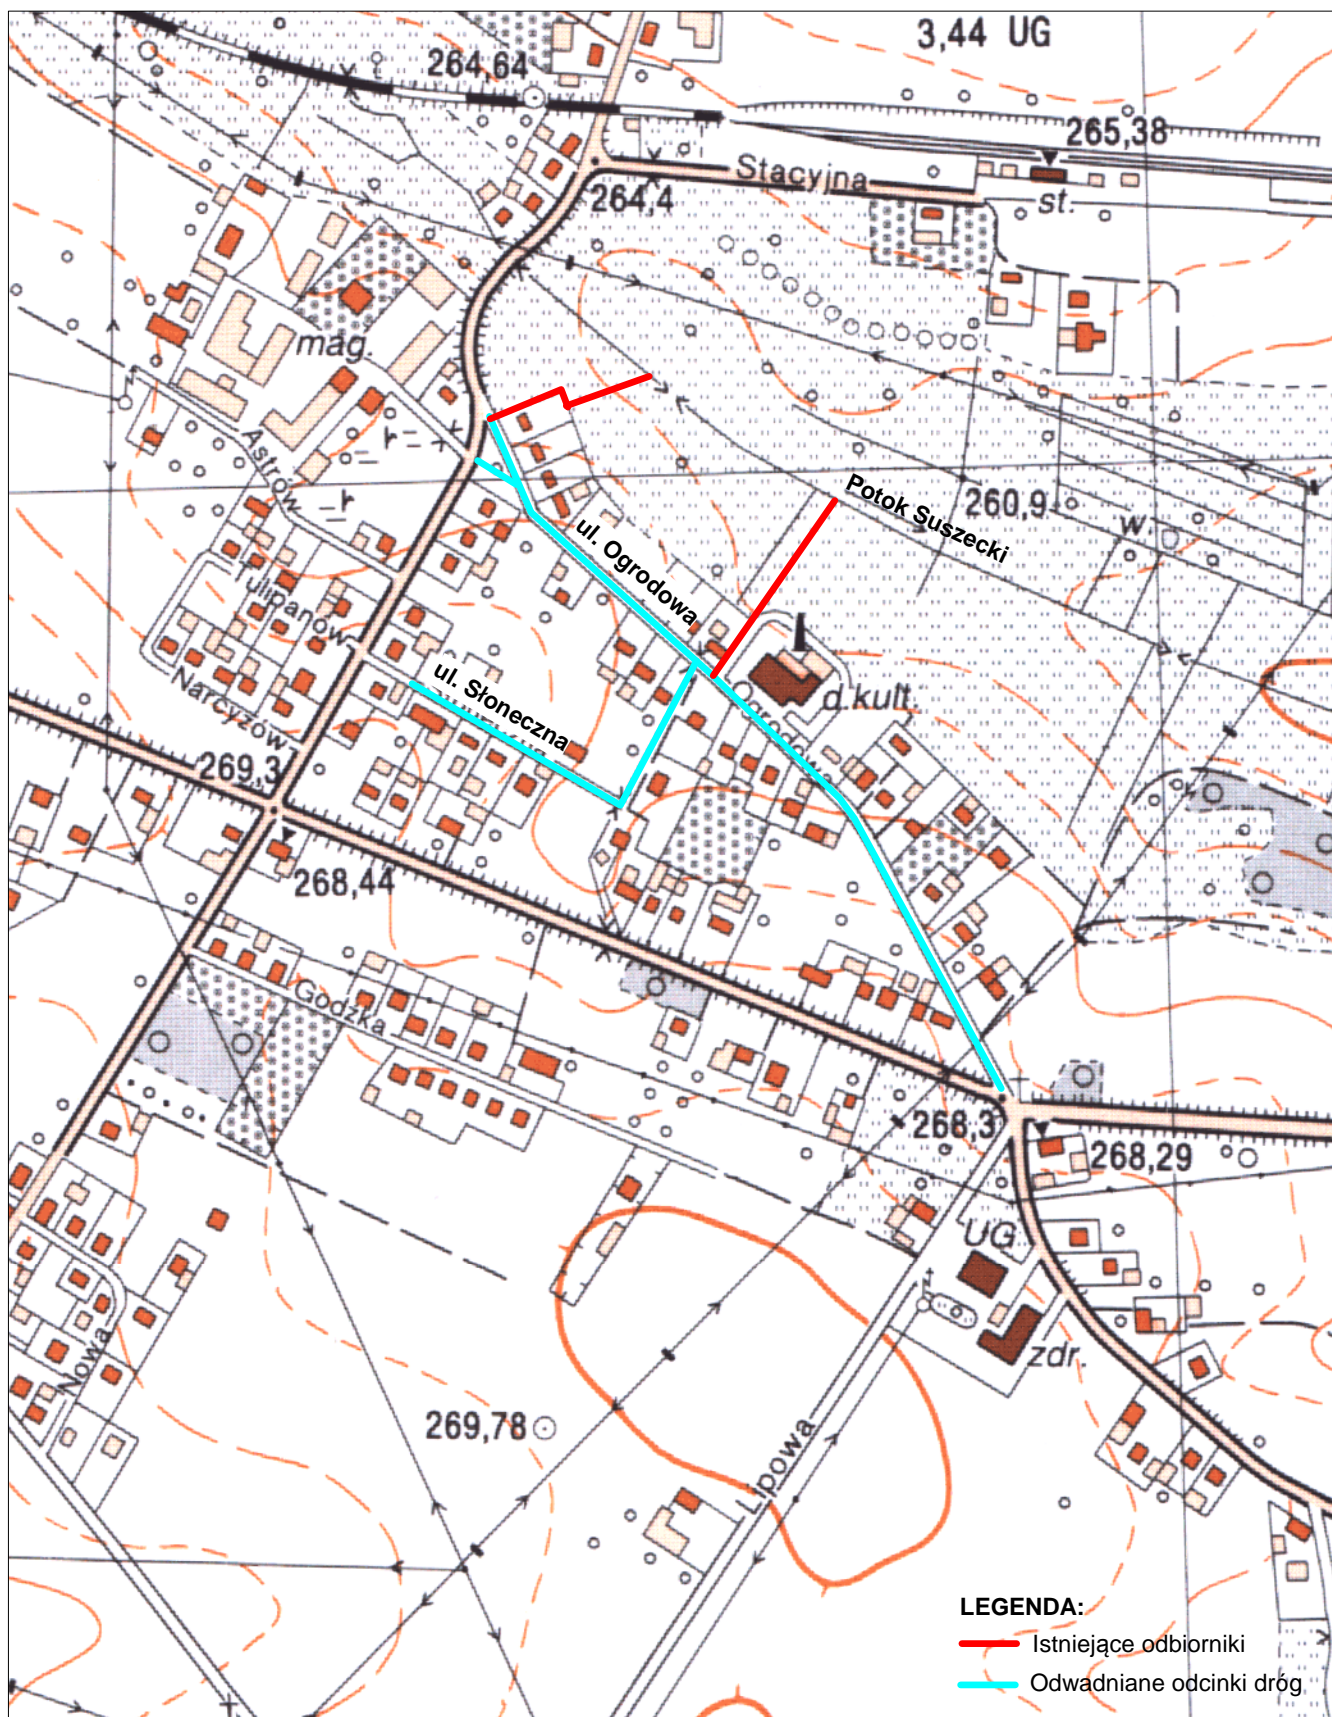 3,44 UG
264,64
265,38
Stacyjna
st.
264,4
mag.
Astrów
Potok Suszecki
260,9
w.
ul. Ogrodowa
Tulipanów
ul. Słoneczna
Narcyzów
Ogrodowa
d.kult.
269,3
268,44
Godzka
268,3
268,29
UG
zdr.
Nowa
269,78
Lipowa
LEGENDA:
Istniejące odbiorniki
Odwadniane odcinki dróg